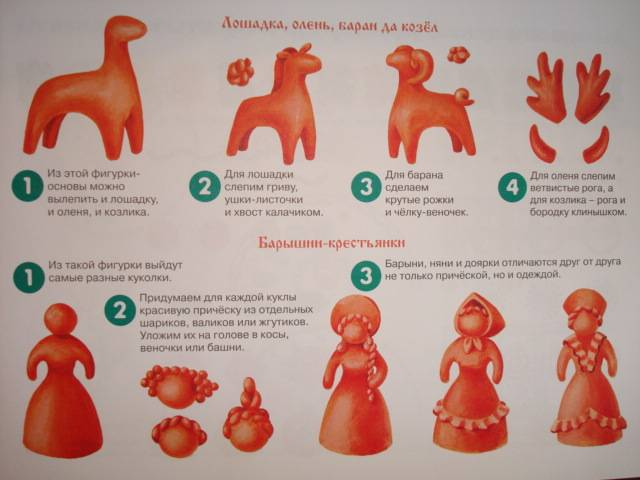 Лошадка, олень, баран да козёл
1
Из этой фигурки-
основы можно
вылепить и лошадку,
и оленя, и козлика.
2
Для лошадки
слепим гриву,
ушки-листочки
и хвост калачиком.
3
Для барана
сделаем
крутые рожки
и чёлку-веночек.
4
Для оленя слепим
ветвистые рога, а
для козлика – рога и
бородку клинышком.
Барышни-крестьянки
1
Из такой фигурки выйдут
самые разные куколки.
2
Придумаем для каждой куклы
красивую причёску из отдельных
шариков, валиков или жгутиков.
Уложим их на голове в косы,
веночки или башни.
3
Барыни, няни и доярки отличаются друг от друга
не только причёской, но и одеждой.